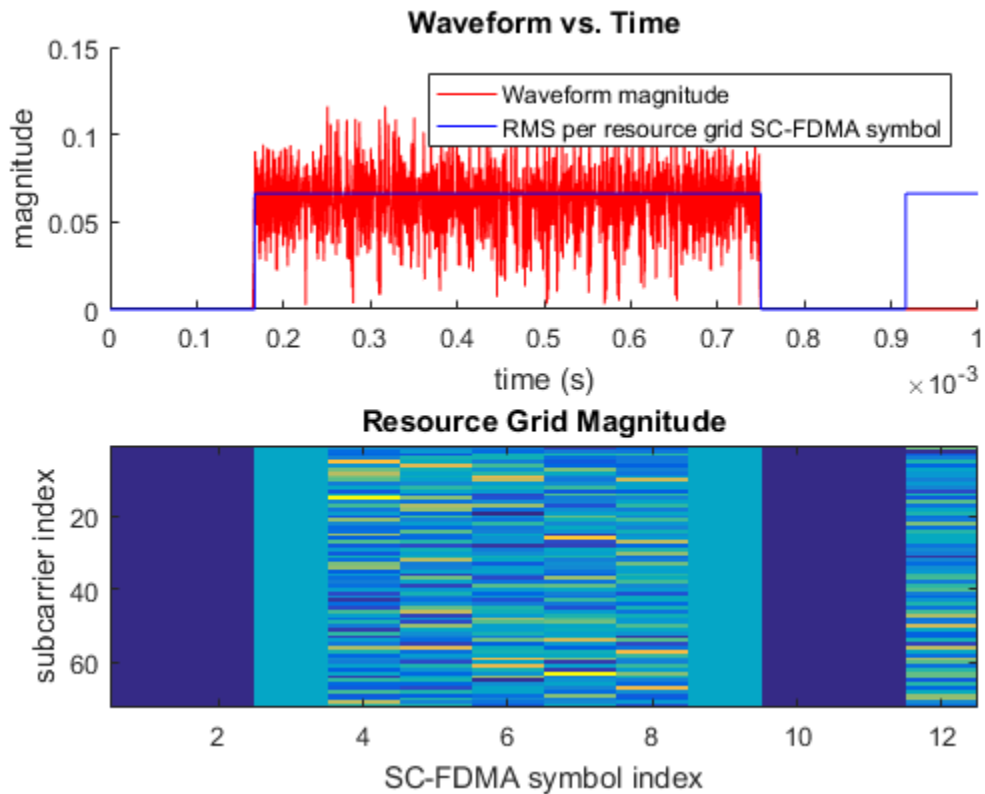 Waveform vs. Time
0.15
0.1
0.05
0
magnitude
Waveform magnitude
RMS per resource grid SC-FDMA symbol
0 0.1 0.2 0.3 0.4 0.5 0.6 0.7 0.8 0.9 1
time (s)
× 10^-3
Resource Grid Magnitude
20
40
60
subcarrier index
2 4 6 8 10 12
SC-FDMA symbol index